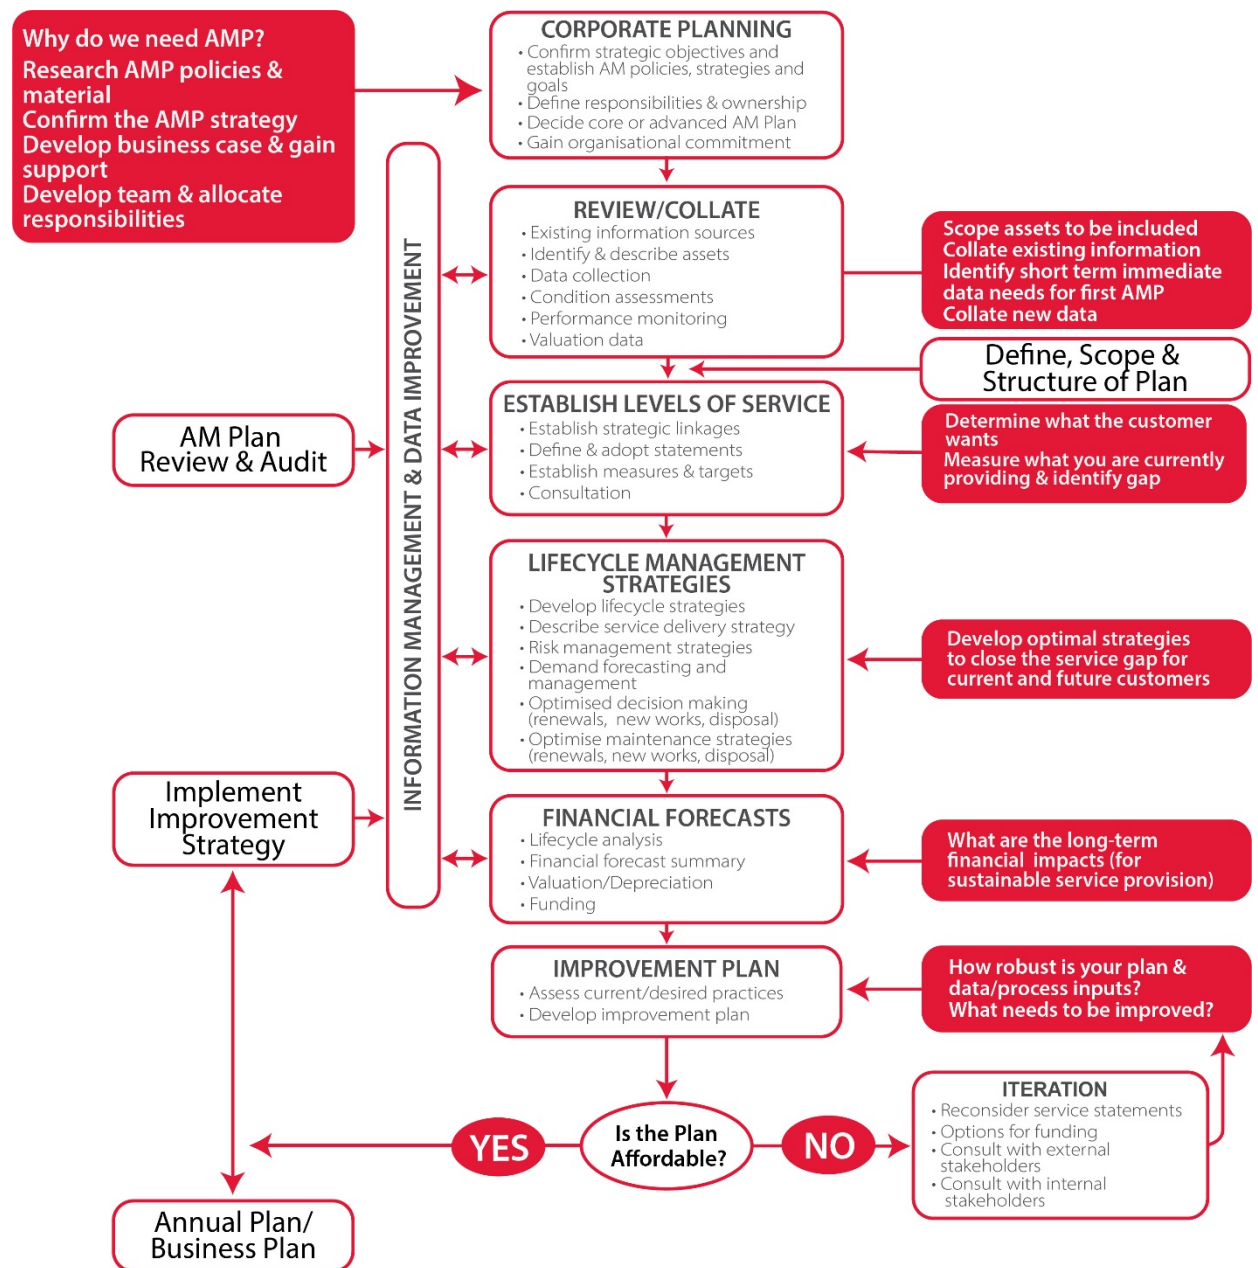 Why do we need AMP?
Research AMP policies &
material
Confirm the AMP strategy
Develop business case & gain
support
Develop team & allocate
responsibilities
CORPORATE PLANNING
• Confirm strategic objectives and
establish AM policies, strategies and
goals
• Define responsibilities & ownership
• Decide core or advanced AM Plan
• Gain organisational commitment
INFORMATION MANAGEMENT & DATA IMPROVEMENT
REVIEW/COLLATE
• Existing information sources
• Identify & describe assets
• Data collection
• Condition assessments
• Performance monitoring
• Valuation data
Scope assets to be included
Collate existing information
Identify short term immediate
data needs for first AMP
Collate new data
Define, Scope &
Structure of Plan
AM Plan
Review & Audit
ESTABLISH LEVELS OF SERVICE
• Establish strategic linkages
• Define & adopt statements
• Establish measures & targets
• Consultation
Determine what the customer
wants
Measure what you are currently
providing & identify gap
LIFECYCLE MANAGEMENT
STRATEGIES
• Develop lifecycle strategies
• Describe service delivery strategy
• Risk management strategies
• Demand forecasting and
management
• Optimised decision making
(renewals, new works, disposal)
• Optimise maintenance strategies
(renewals, new works, disposal)
Develop optimal strategies
to close the service gap for
current and future customers
Implement
Improvement
Strategy
FINANCIAL FORECASTS
• Lifecycle analysis
• Financial forecast summary
• Valuation/Depreciation
• Funding
What are the long-term
financial impacts (for
sustainable service provision)
IMPROVEMENT PLAN
• Assess current/desired practices
• Develop improvement plan
How robust is your plan &
data/process inputs?
What needs to be improved?
YES
Is the Plan
Affordable?
NO
ITERATION
• Reconsider service statements
• Options for funding
• Consult with external
stakeholders
• Consult with internal
stakeholders
Annual Plan/
Business Plan